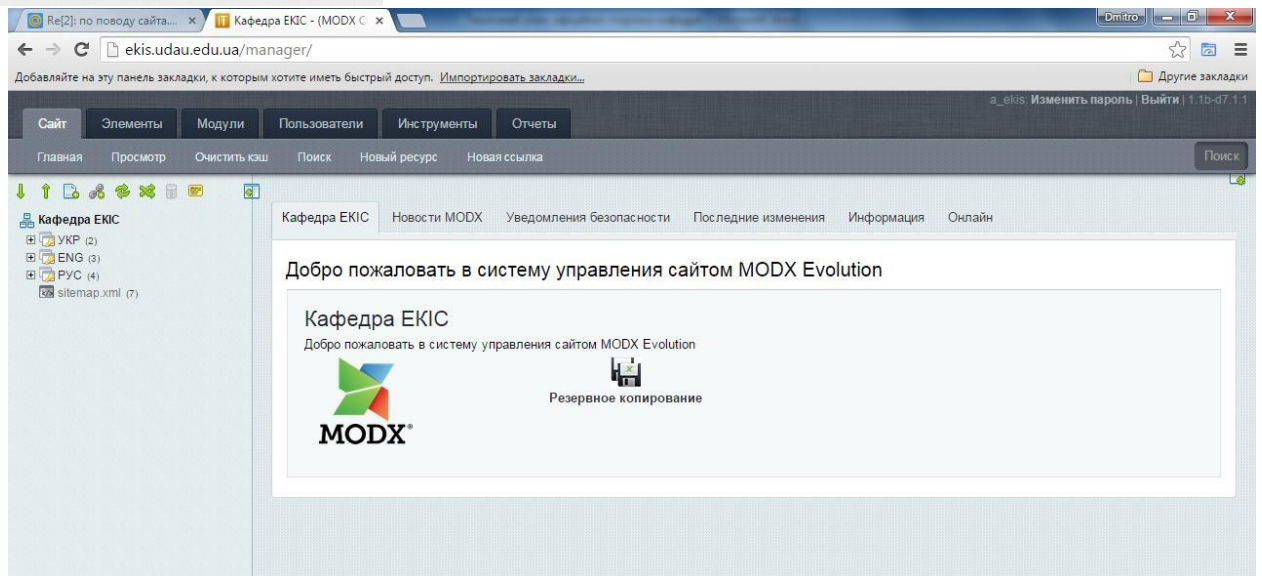 Re[2]: по поводу сайта....
Кафедра ЕКІС - (MODX C
Dmitro
ekis.udau.edu.ua/manager/
Добавляйте на эту панель закладки, к которым хотите иметь быстрый доступ. Импортировать закладки...
Другие закладки
a_ekis: Изменить пароль | Выйти | 1.1b-d7.1.1
Сайт Элементы Модули Пользователи Инструменты Отчеты
Главная Просмотр Очистить кэш Поиск Новый ресурс Новая ссылка Поиск
Кафедра ЕКІС
УКР (2)
ENG (3)
РУС (4)
sitemap.xml (7)
Кафедра ЕКІС Новости MODX Уведомления безопасности Последние изменения Информация Онлайн
Добро пожаловать в систему управления сайтом MODX Evolution
Кафедра ЕКІС
Добро пожаловать в систему управления сайтом MODX Evolution
Резервное копирование
MODX